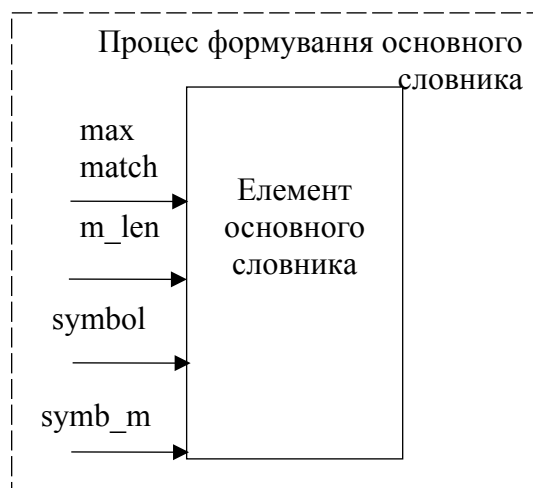 Процес формування основного
словника
max
match
m_len
symbol
symb_m
Елемент
основного
словника